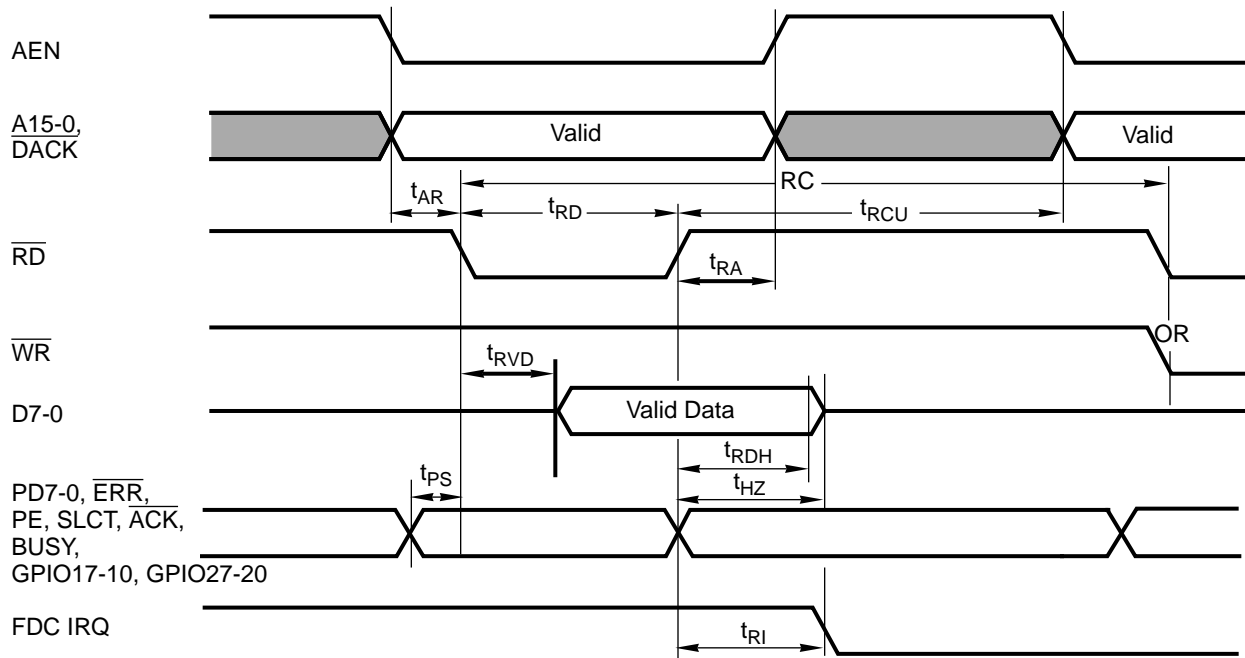 AEN
A15-0,
DACK
Valid
Valid
RC
tAR
tRD
tRCU
RD
tRA
WR
OR
tRVD
D7-0
Valid Data
tRDH
tPS
tHZ
PD7-0, ERR,
PE, SLCT, ACK,
BUSY,
GPIO17-10, GPIO27-20
FDC IRQ
tRI